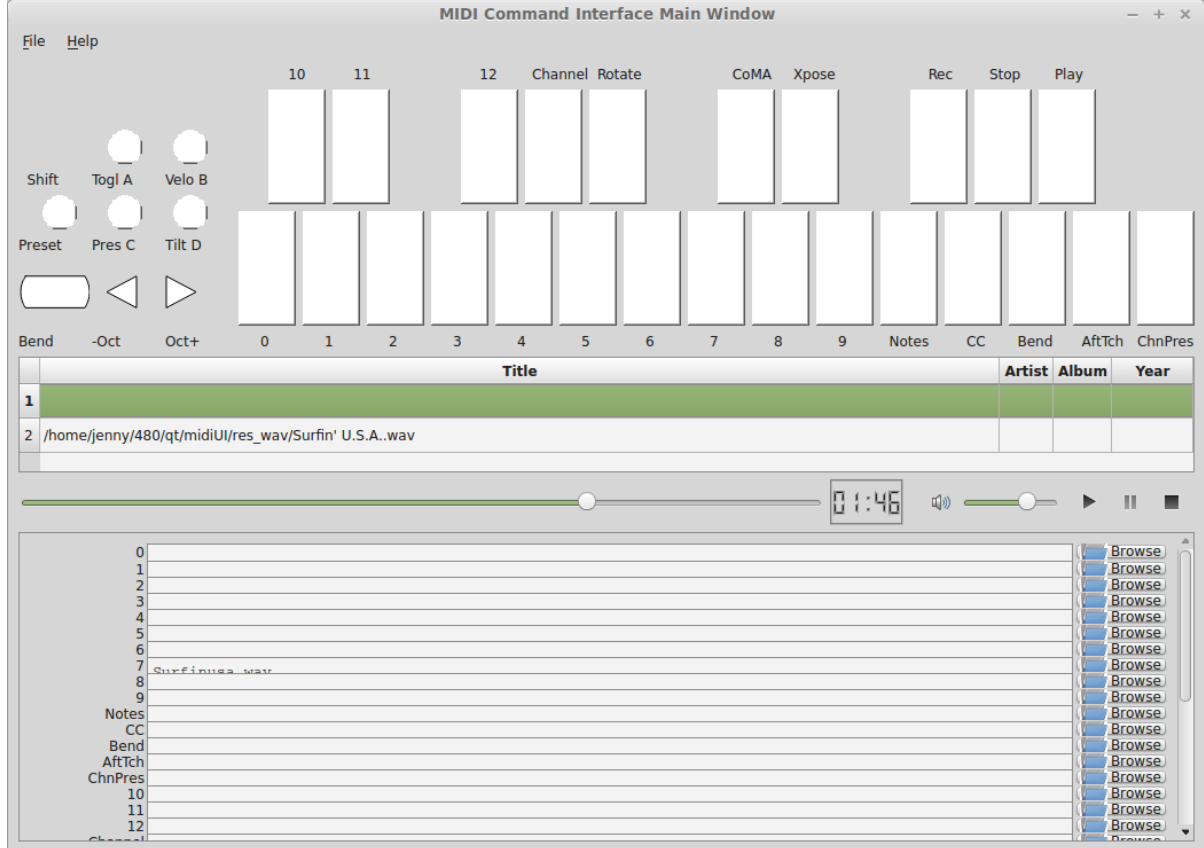 MIDI Command Interface Main Window
File Help
10 11 12 Channel Rotate CoMA Xpose Rec Stop Play
Shift Togl A Velo B
Preset Pres C Tilt D
Bend -Oct Oct+ 0 1 2 3 4 5 6 7 8 9 Notes CC Bend AftTch ChnPres
Title Artist Album Year
1
2 /home/jenny/480/qt/midiUI/res_wav/Surfin' U.S.A..wav
01:46
0 Browse
1 Browse
2 Browse
3 Browse
4 Browse
5 Browse
6 Browse
7 Surfinusa.wav Browse
8 Browse
9 Browse
Notes Browse
CC Browse
Bend Browse
AftTch Browse
ChnPres Browse
10 Browse
11 Browse
12 Browse
Channel Browse